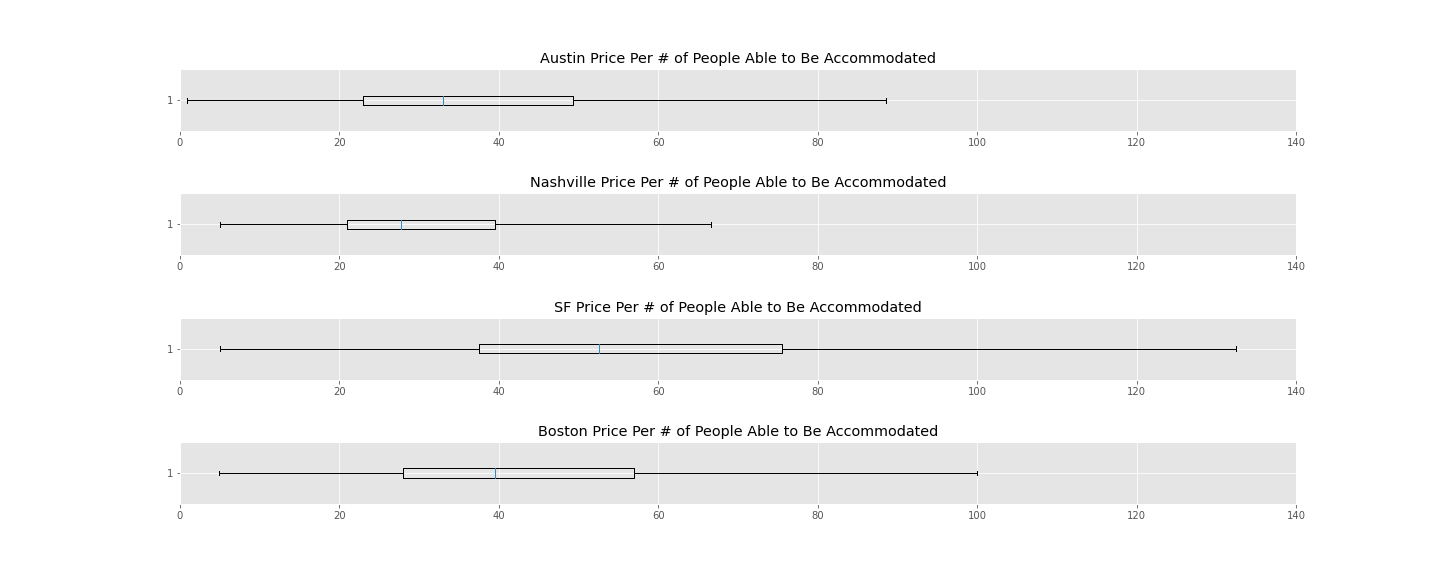 Austin Price Per # of People Able to Be Accommodated
1
0 20 40 60 80 100 120 140
Nashville Price Per # of People Able to Be Accommodated
1
0 20 40 60 80 100 120 140
SF Price Per # of People Able to Be Accommodated
1
0 20 40 60 80 100 120 140
Boston Price Per # of People Able to Be Accommodated
1
0 20 40 60 80 100 120 140